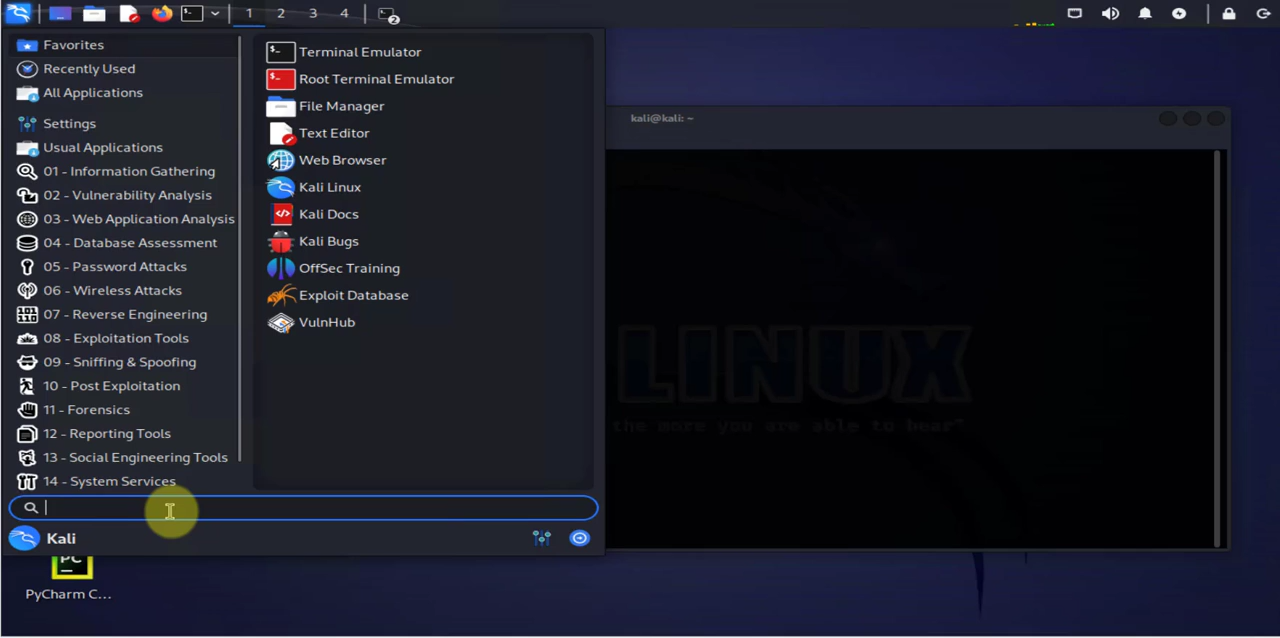 1 2 3 4
2
Favorites
Recently Used
All Applications
Settings
Usual Applications
01 - Information Gathering
02 - Vulnerability Analysis
03 - Web Application Analysis
04 - Database Assessment
05 - Password Attacks
06 - Wireless Attacks
07 - Reverse Engineering
08 - Exploitation Tools
09 - Sniffing & Spoofing
10 - Post Exploitation
11 - Forensics
12 - Reporting Tools
13 - Social Engineering Tools
14 - System Services
Terminal Emulator
Root Terminal Emulator
File Manager
Text Editor
Web Browser
Kali Linux
Kali Docs
Kali Bugs
OffSec Training
Exploit Database
VulnHub
Kali
kali@kali: ~
LINUX
the more you are able to hear"
PC
PyCharm C...